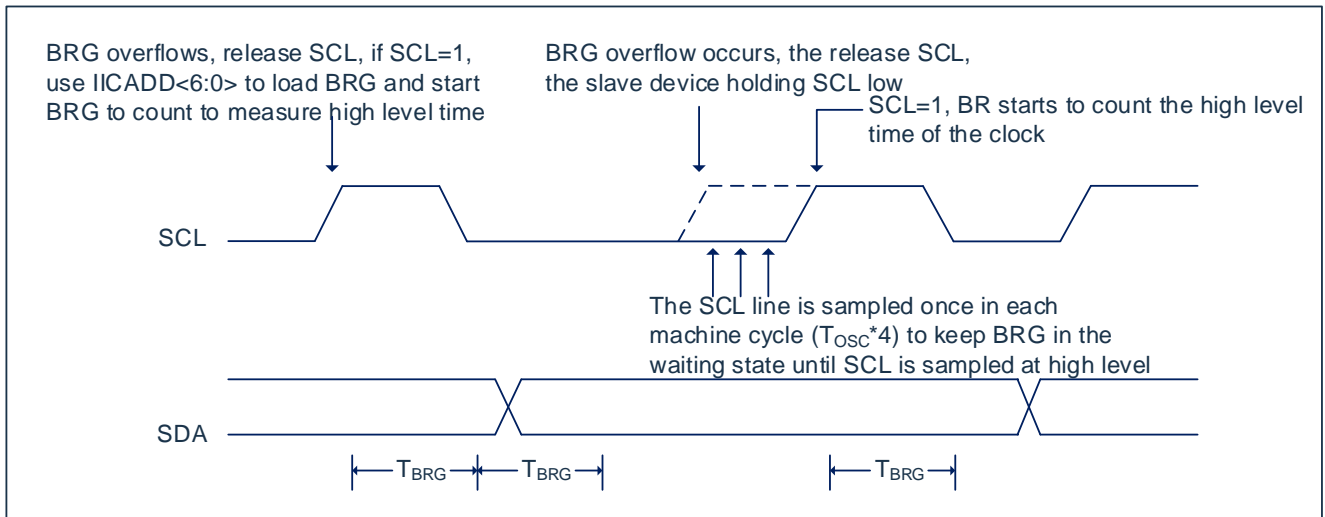 BRG overflows, release SCL, if SCL=1,
use IICADD<6:0> to load BRG and start
BRG to count to measure high level time
BRG overflow occurs, the release SCL,
the slave device holding SCL low
SCL=1, BR starts to count the high level
time of the clock
SCL
The SCL line is sampled once in each
machine cycle (TOSC*4) to keep BRG in the
waiting state until SCL is sampled at high level
SDA
TBRG
TBRG
TBRG